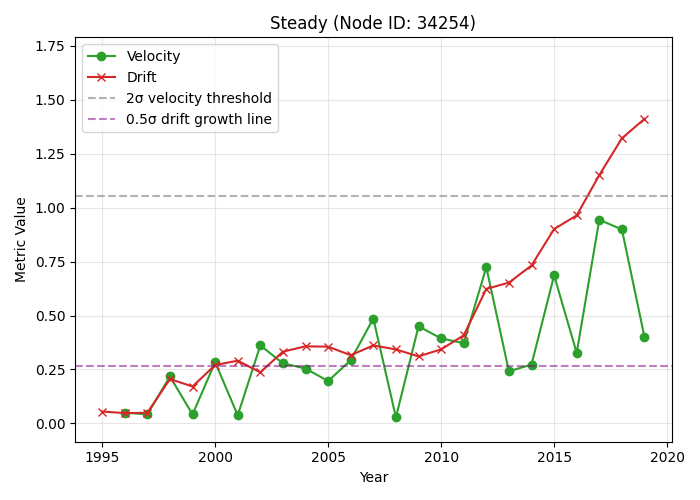 Steady (Node ID: 34254)
Velocity
Drift
2σ velocity threshold
0.5σ drift growth line
Metric Value
1.75
1.50
1.25
1.00
0.75
0.50
0.25
0.00
1995
2000
2005
2010
2015
2020
Year